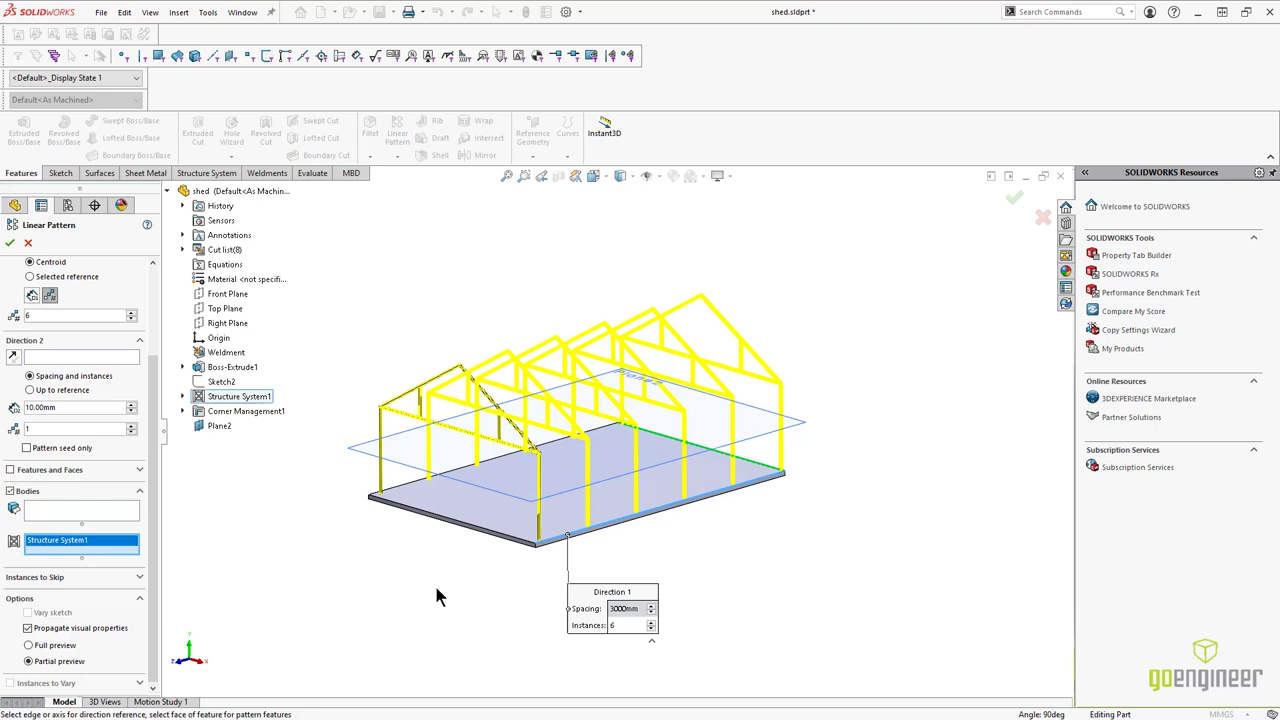 SOLIDWORKS
File
Edit
View
Insert
Tools
Window
shed.sldprt *
Search Commands
<Default>_Display State 1
Default<As Machined>
Extruded Boss/Base
Revolved Boss/Base
Swept Boss/Base
Lofted Boss/Base
Boundary Boss/Base
Extruded Cut
Hole Wizard
Revolved Cut
Swept Cut
Lofted Cut
Boundary Cut
Fillet
Linear Pattern
Rib
Draft
Shell
Wrap
Intersect
Mirror
Reference Geometry
Curves
Instant3D
Features
Sketch
Surfaces
Sheet Metal
Structure System
Weldments
Evaluate
MBD
Linear Pattern
Centroid
Selected reference
6
Direction 2
Spacing and instances
Up to reference
10.00mm
1
Pattern seed only
Features and Faces
Bodies
Structure System1
Instances to Skip
Options
Vary sketch
Propagate visual properties
Full preview
Partial preview
Instances to Vary
shed (Default<As Machin...
History
Sensors
Annotations
Cut list(8)
Equations
Material <not specif...
Front Plane
Top Plane
Right Plane
Origin
Weldment
Boss-Extrude1
Sketch2
Structure System1
Corner Management1
Plane2
Plane2
Direction 1
Spacing: 3000mm
Instances: 6
Y
Z
X
SOLIDWORKS Resources
Welcome to SOLIDWORKS
SOLIDWORKS Tools
Property Tab Builder
SOLIDWORKS Rx
Performance Benchmark Test
Compare My Score
Copy Settings Wizard
My Products
Online Resources
3DEXPERIENCE Marketplace
Partner Solutions
Subscription Services
Subscription Services
goengineer
Model
3D Views
Motion Study 1
Select edge or axis for direction reference, select face of feature for pattern features
Angle: 90deg
Editing Part
MMGS